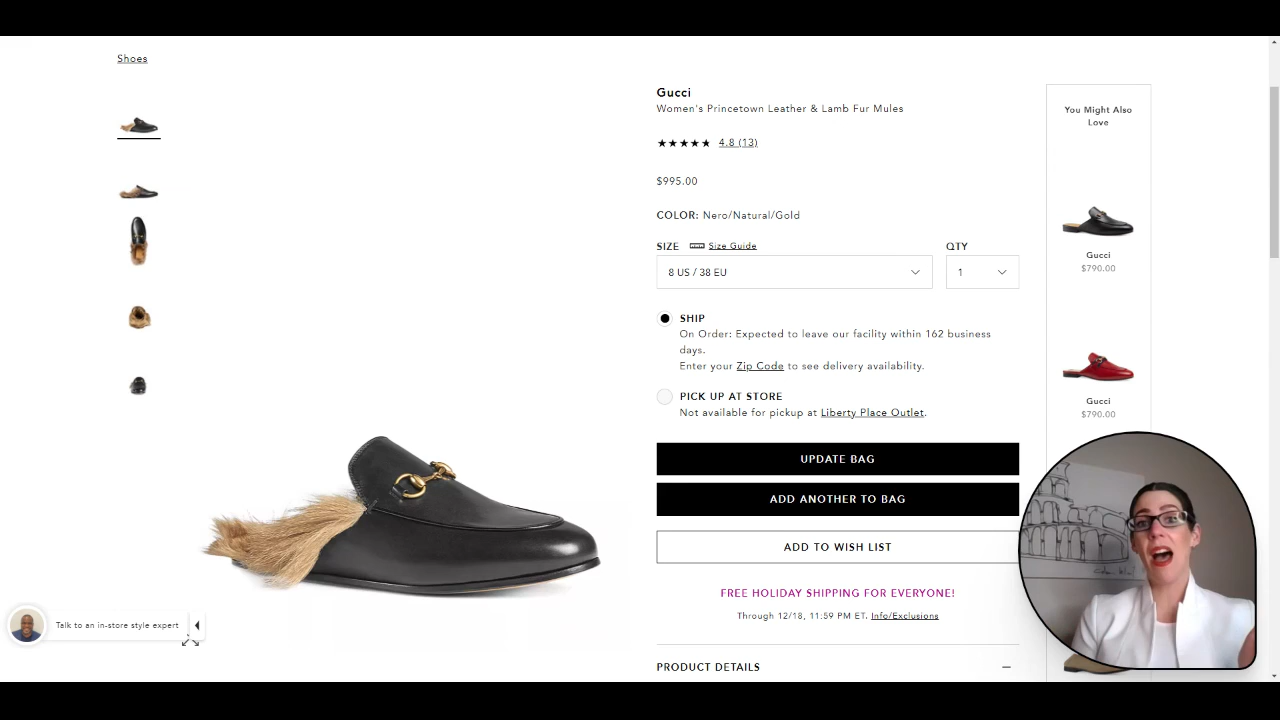 Shoes
Gucci
Women's Princetown Leather & Lamb Fur Mules
4.8 (13)
$995.00
COLOR: Nero/Natural/Gold
SIZE Size Guide
QTY
8 US / 38 EU
1
SHIP
On Order: Expected to leave our facility within 162 business
days.
Enter your Zip Code to see delivery availability.
PICK UP AT STORE
Not available for pickup at Liberty Place Outlet.
UPDATE BAG
ADD ANOTHER TO BAG
ADD TO WISH LIST
FREE HOLIDAY SHIPPING FOR EVERYONE!
Through 12/18, 11:59 PM ET. Info/Exclusions
PRODUCT DETAILS
You Might Also
Love
Gucci
$790.00
Gucci
$790.00
Talk to an in-store style expert